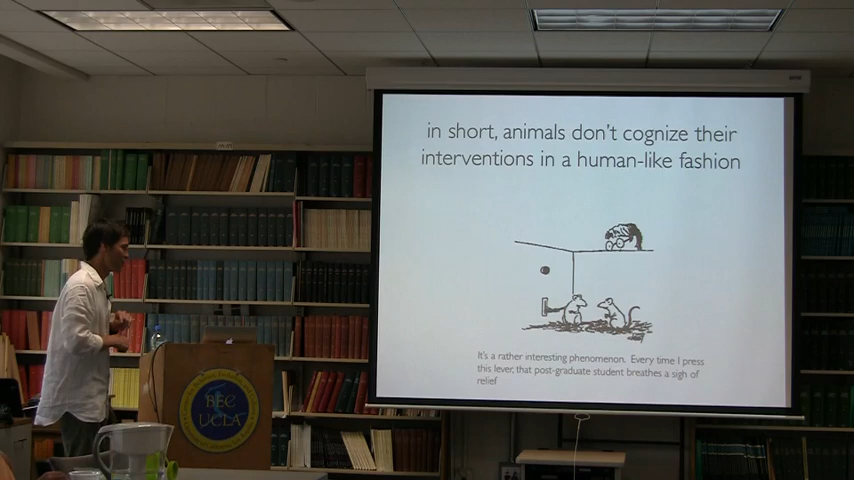 in short, animals don't cognize their
interventions in a human-like fashion
It's a rather interesting phenomenon. Every time I press
this lever, that post-graduate student breathes a sigh of
relief
BEC
UCLA